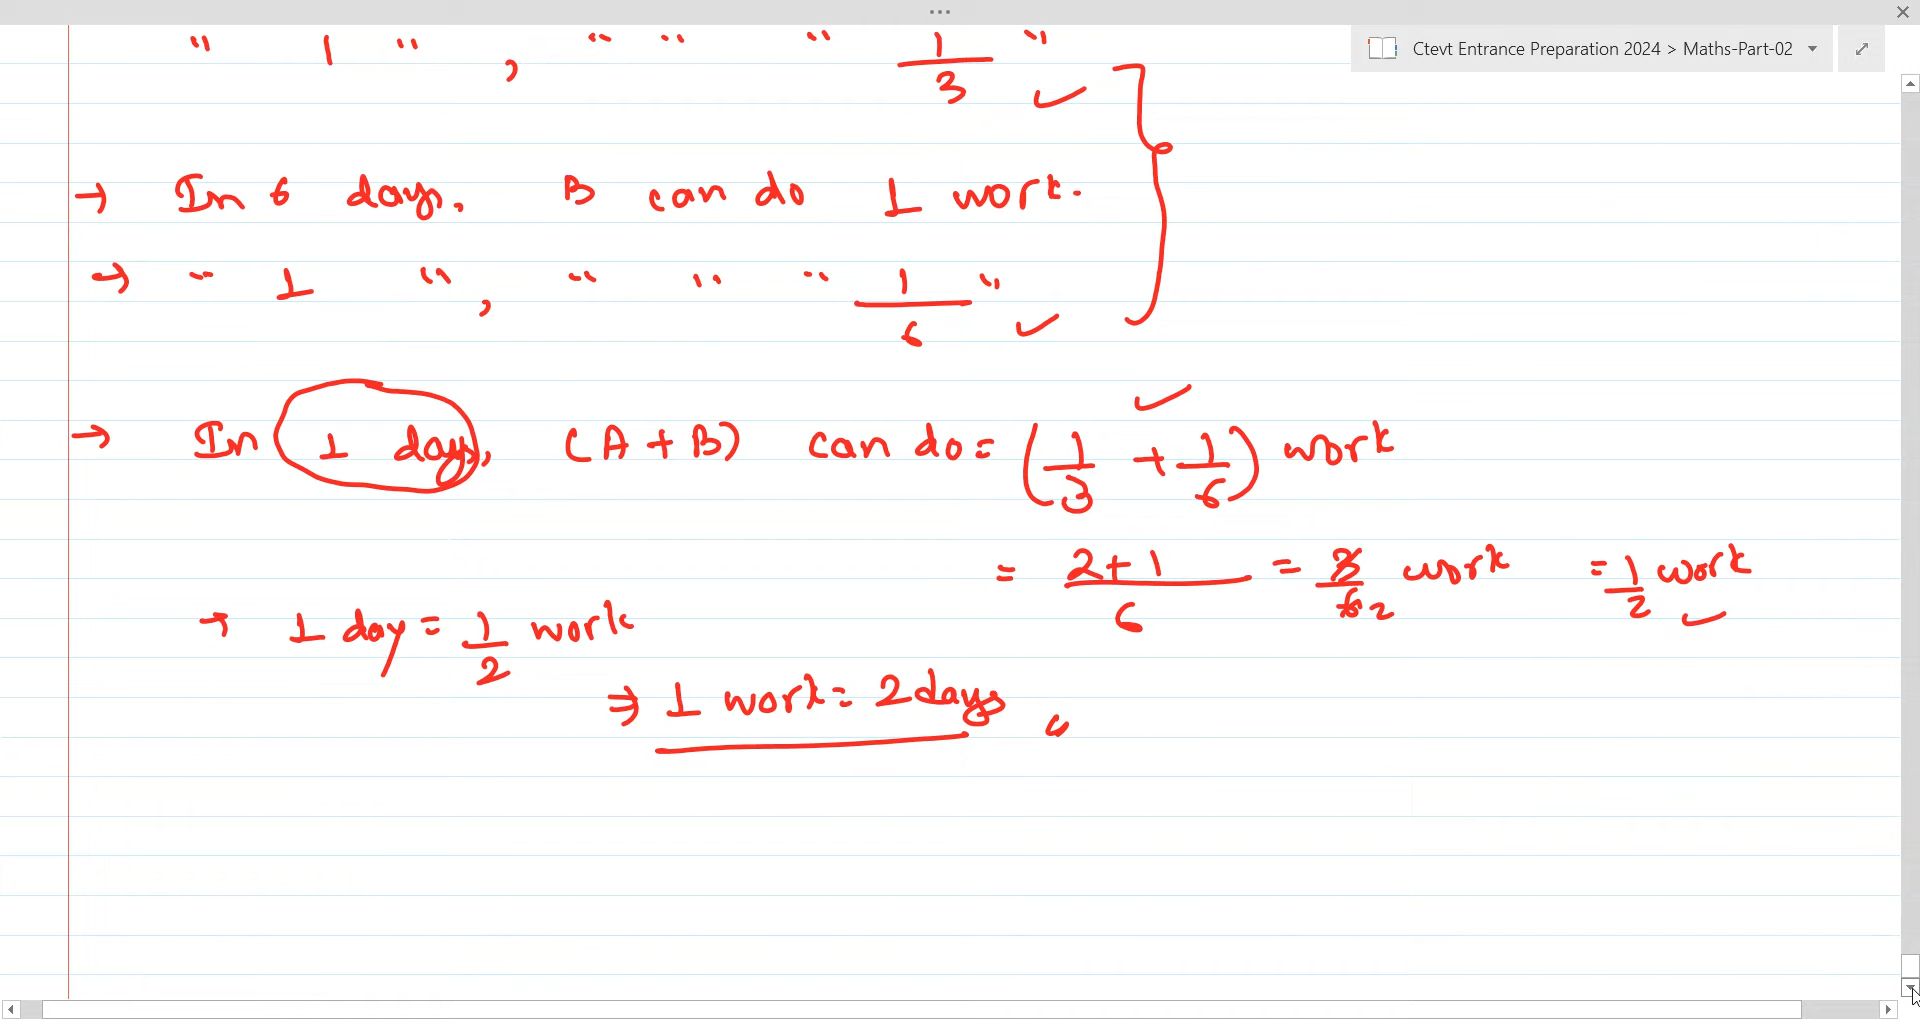 Ctevt Entrance Preparation 2024 > Maths-Part-02
" 1 " , " " " 1/3 "
→ In 6 days, B can do 1 work.
→ " 1 " , " " " 1/6 "
→ In 1 day, (A + B) can do = (1/3 + 1/6) work
= 2+1/6 = 3/6 2 work = 1/2 work
→ 1 day = 1/2 work
⇒ 1 work = 2 days